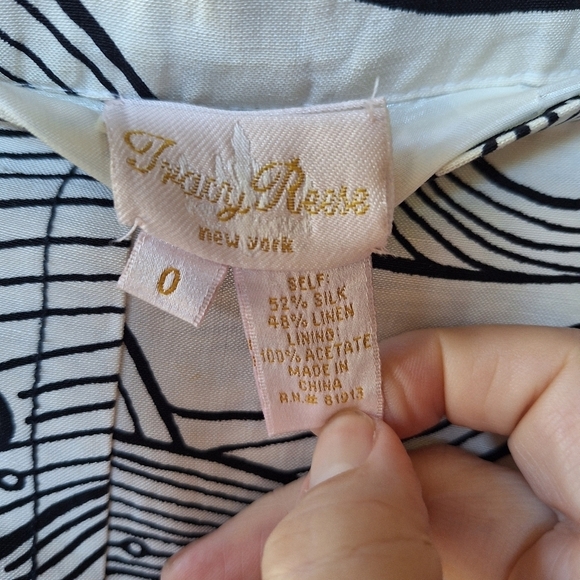 Tracy Reese
new york
0
SELF:
52% SILK
48% LINEN
LINING:
100% ACETATE
MADE IN
CHINA
R.N.# 81913